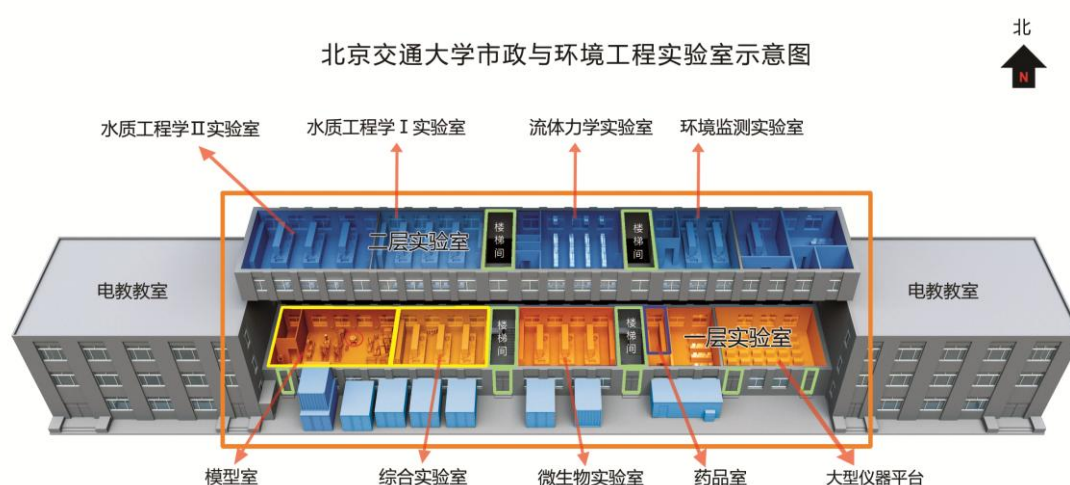 北
N
北京交通大学市政与环境工程实验室示意图
水质工程学II实验室
水质工程学 I 实验室
流体力学实验室
环境监测实验室
二层实验室
楼梯间
楼梯间
电教教室
电教教室
楼梯间
楼梯间
一层实验室
模型室
综合实验室
微生物实验室
药品室
大型仪器平台